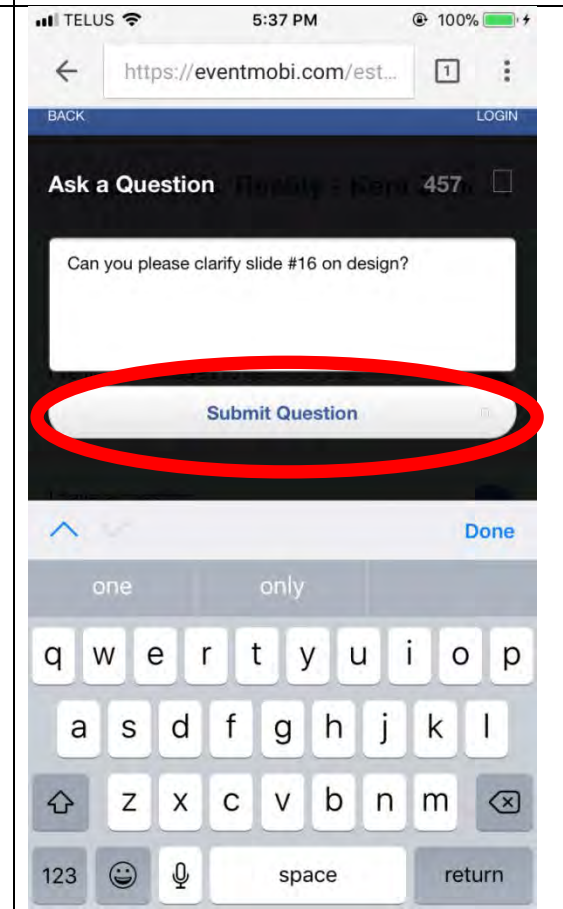 TELUS 5:37 PM 100%
https://eventmobi.com/est... 1
BACK LOGIN
Ask a Question 457
Can you please clarify slide #16 on design?
Submit Question
Done
one only
q w e r t y u i o p
a s d f g h j k l
z x c v b n m
123 space return